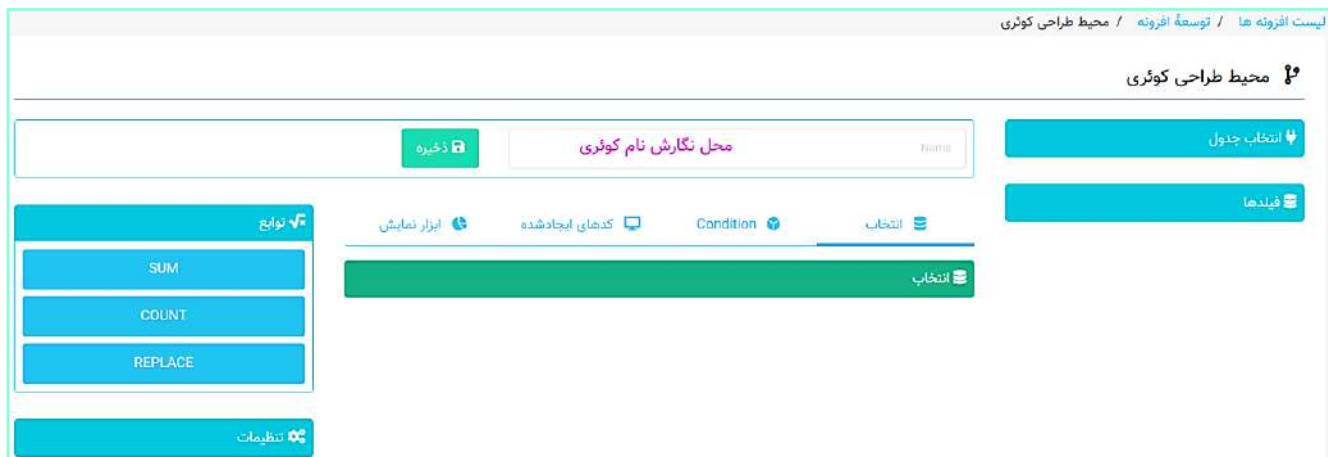 لیست افزونه ها / توسعهٔ افزونه / محیط طراحی کوئری
محیط طراحی کوئری
انتخاب جدول
فیلدها
Name
محل نگارش نام کوئری
ذخیره
انتخاب
Condition
کدهای ایجادشده
ابزار نمایش
انتخاب
توابع
SUM
COUNT
REPLACE
تنظیمات